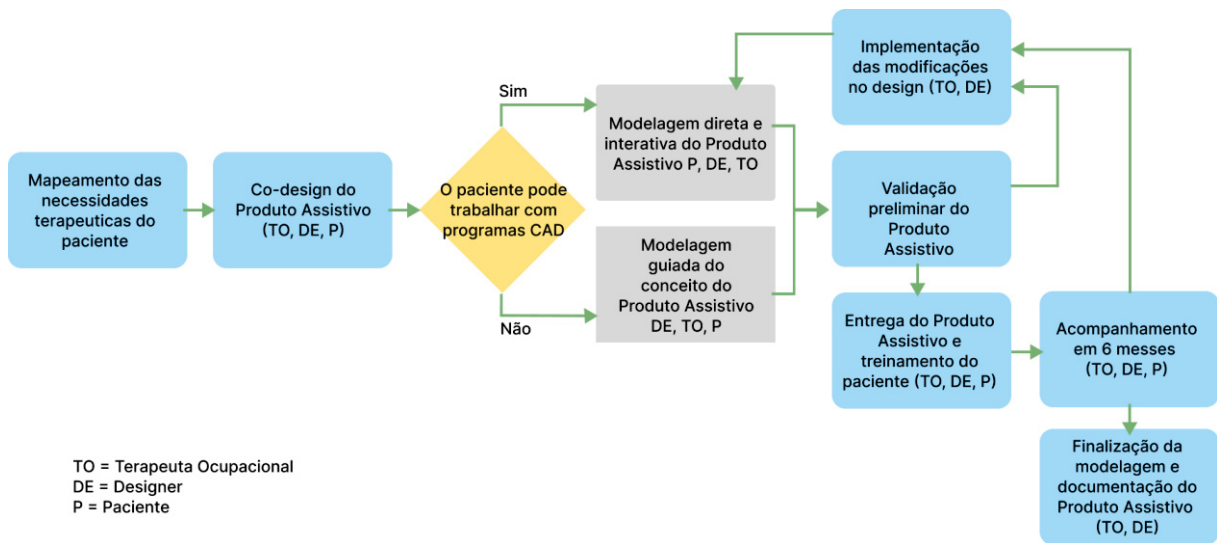 Mapeamento das
necessidades
terapeuticas do
paciente
Co-design do
Produto Assistivo
(TO, DE, P)
O paciente pode
trabalhar com
programas CAD
Sim
Não
Modelagem direta e
interativa do Produto
Assistivo P, DE, TO
Modelagem
guiada do
conceito do
Produto Assistivo
DE, TO, P
Implementação
das modificações
no design (TO, DE)
Validação
preliminar do
Produto
Assistivo
Entrega do Produto
Assistivo e
treinamento do
paciente (TO, DE, P)
Acompanhamento
em 6 messes
(TO, DE, P)
Finalização da
modelagem e
documentação do
Produto Assistivo
(TO, DE)
TO = Terapeuta Ocupacional
DE = Designer
P = Paciente